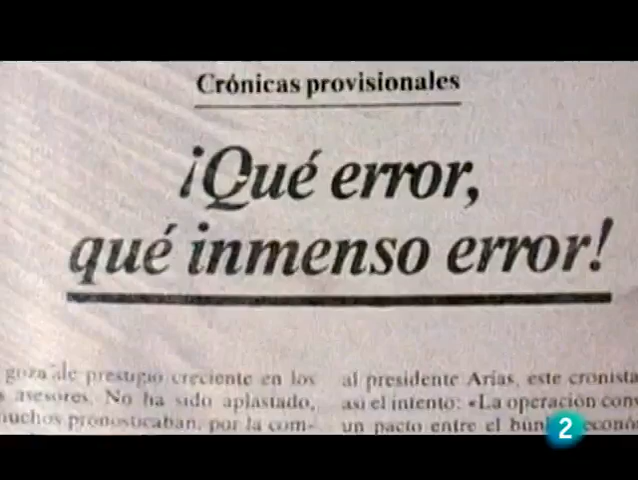 Crónicas provisionales
¡Qué error,
qué inmenso error!
goza de prestigio creciente en los
asesores. No ha sido aplastado,
muchos pronosticaban, por la com-
al presidente Arias, este cronista
así el intento: «La operación
un pacto entre el
2